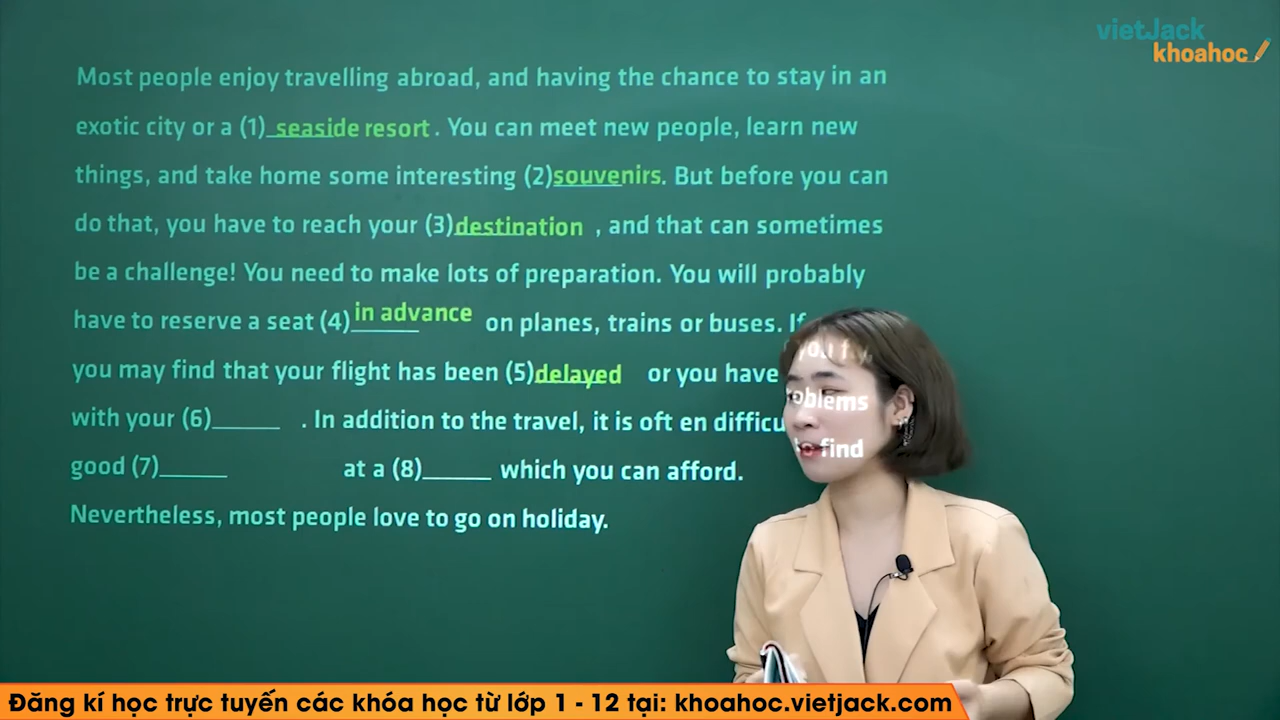 vietJack
khoahoc
Most people enjoy travelling abroad, and having the chance to stay in an
exotic city or a (1) seaside resort . You can meet new people, learn new
things, and take home some interesting (2) souvenirs. But before you can
do that, you have to reach your (3) destination , and that can sometimes
be a challenge! You need to make lots of preparation. You will probably
have to reserve a seat (4) in advance on planes, trains or buses. If you
you may find that your flight has been (5) delayed or you have
with your (6)______ . In addition to the travel, it is oft en find
good (7)______ at a (8)______ which you can afford.
Nevertheless, most people love to go on holiday.
Đăng kí học trực tuyến các khóa học từ lớp 1 - 12 tại: khoahoc.vietjack.com